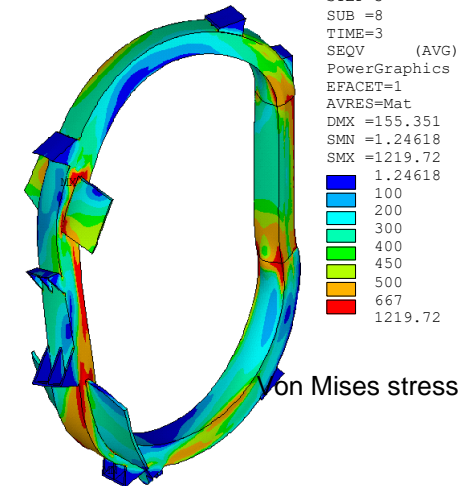 SUB =8
TIME=3
SEQV (AVG)
PowerGraphics
EFACET=1
AVRES=Mat
DMX =155.351
SMN =1.24618
SMX =1219.72
1.24618
100
200
300
400
450
500
667
1219.72
MX
Von Mises stress